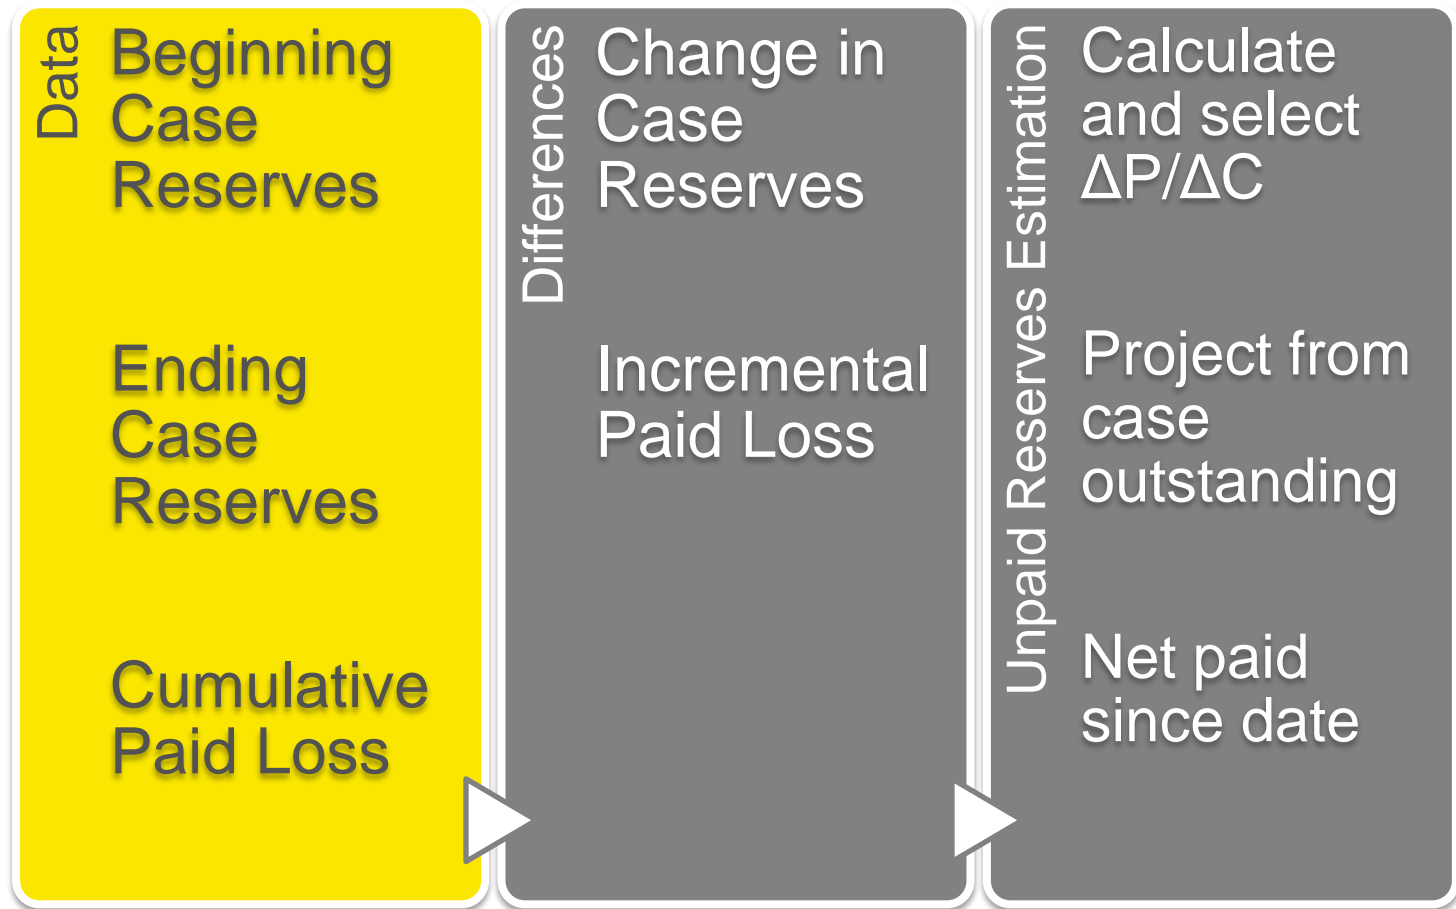 Data
Beginning
Case
Reserves
Ending
Case
Reserves
Cumulative
Paid Loss
Differences
Change in
Case
Reserves
Incremental
Paid Loss
Unpaid Reserves Estimation
Calculate
and select
ΔP/ΔC
Project from
case
outstanding
Net paid
since date